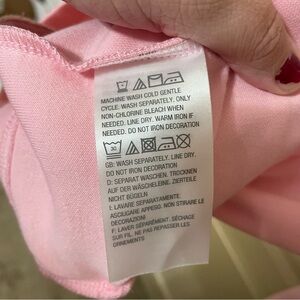 MACHINE WASH COLD GENTLE
CYCLE. WASH SEPARATELY. ONLY
NON-CHLORINE BLEACH WHEN
NEEDED. LINE DRY. WARM IRON IF
NEEDED. DO NOT IRON DECORATION
30
GB: WASH SEPARATELY. LINE DRY.
DO NOT IRON DECORATION
D: SEPARAT WASCHEN. TROCKNEN
AUF DER WÄSCHELEINE. ZIERTEILE
NICHT BÜGELN
I: LAVARE SEPARATAMENTE.
ASCIUGARE APPESO. NON STIRARE LE
DECORAZIONI
F: LAVER SÉPARÉMENT. SÉCHAGE
SUR FIL. NE PAS REPASSER LES
ORNEMENTS